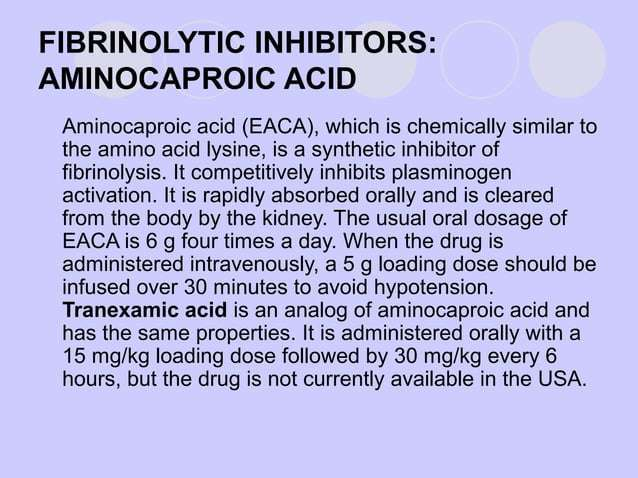 FIBRINOLYTIC INHIBITORS:
AMINOCAPROIC ACID
Aminocaproic acid (EACA), which is chemically similar to
the amino acid lysine, is a synthetic inhibitor of
fibrinolysis. It competitively inhibits plasminogen
activation. It is rapidly absorbed orally and is cleared
from the body by the kidney. The usual oral dosage of
EACA is 6 g four times a day. When the drug is
administered intravenously, a 5 g loading dose should be
infused over 30 minutes to avoid hypotension.
Tranexamic acid is an analog of aminocaproic acid and
has the same properties. It is administered orally with a
15 mg/kg loading dose followed by 30 mg/kg every 6
hours, but the drug is not currently available in the USA.